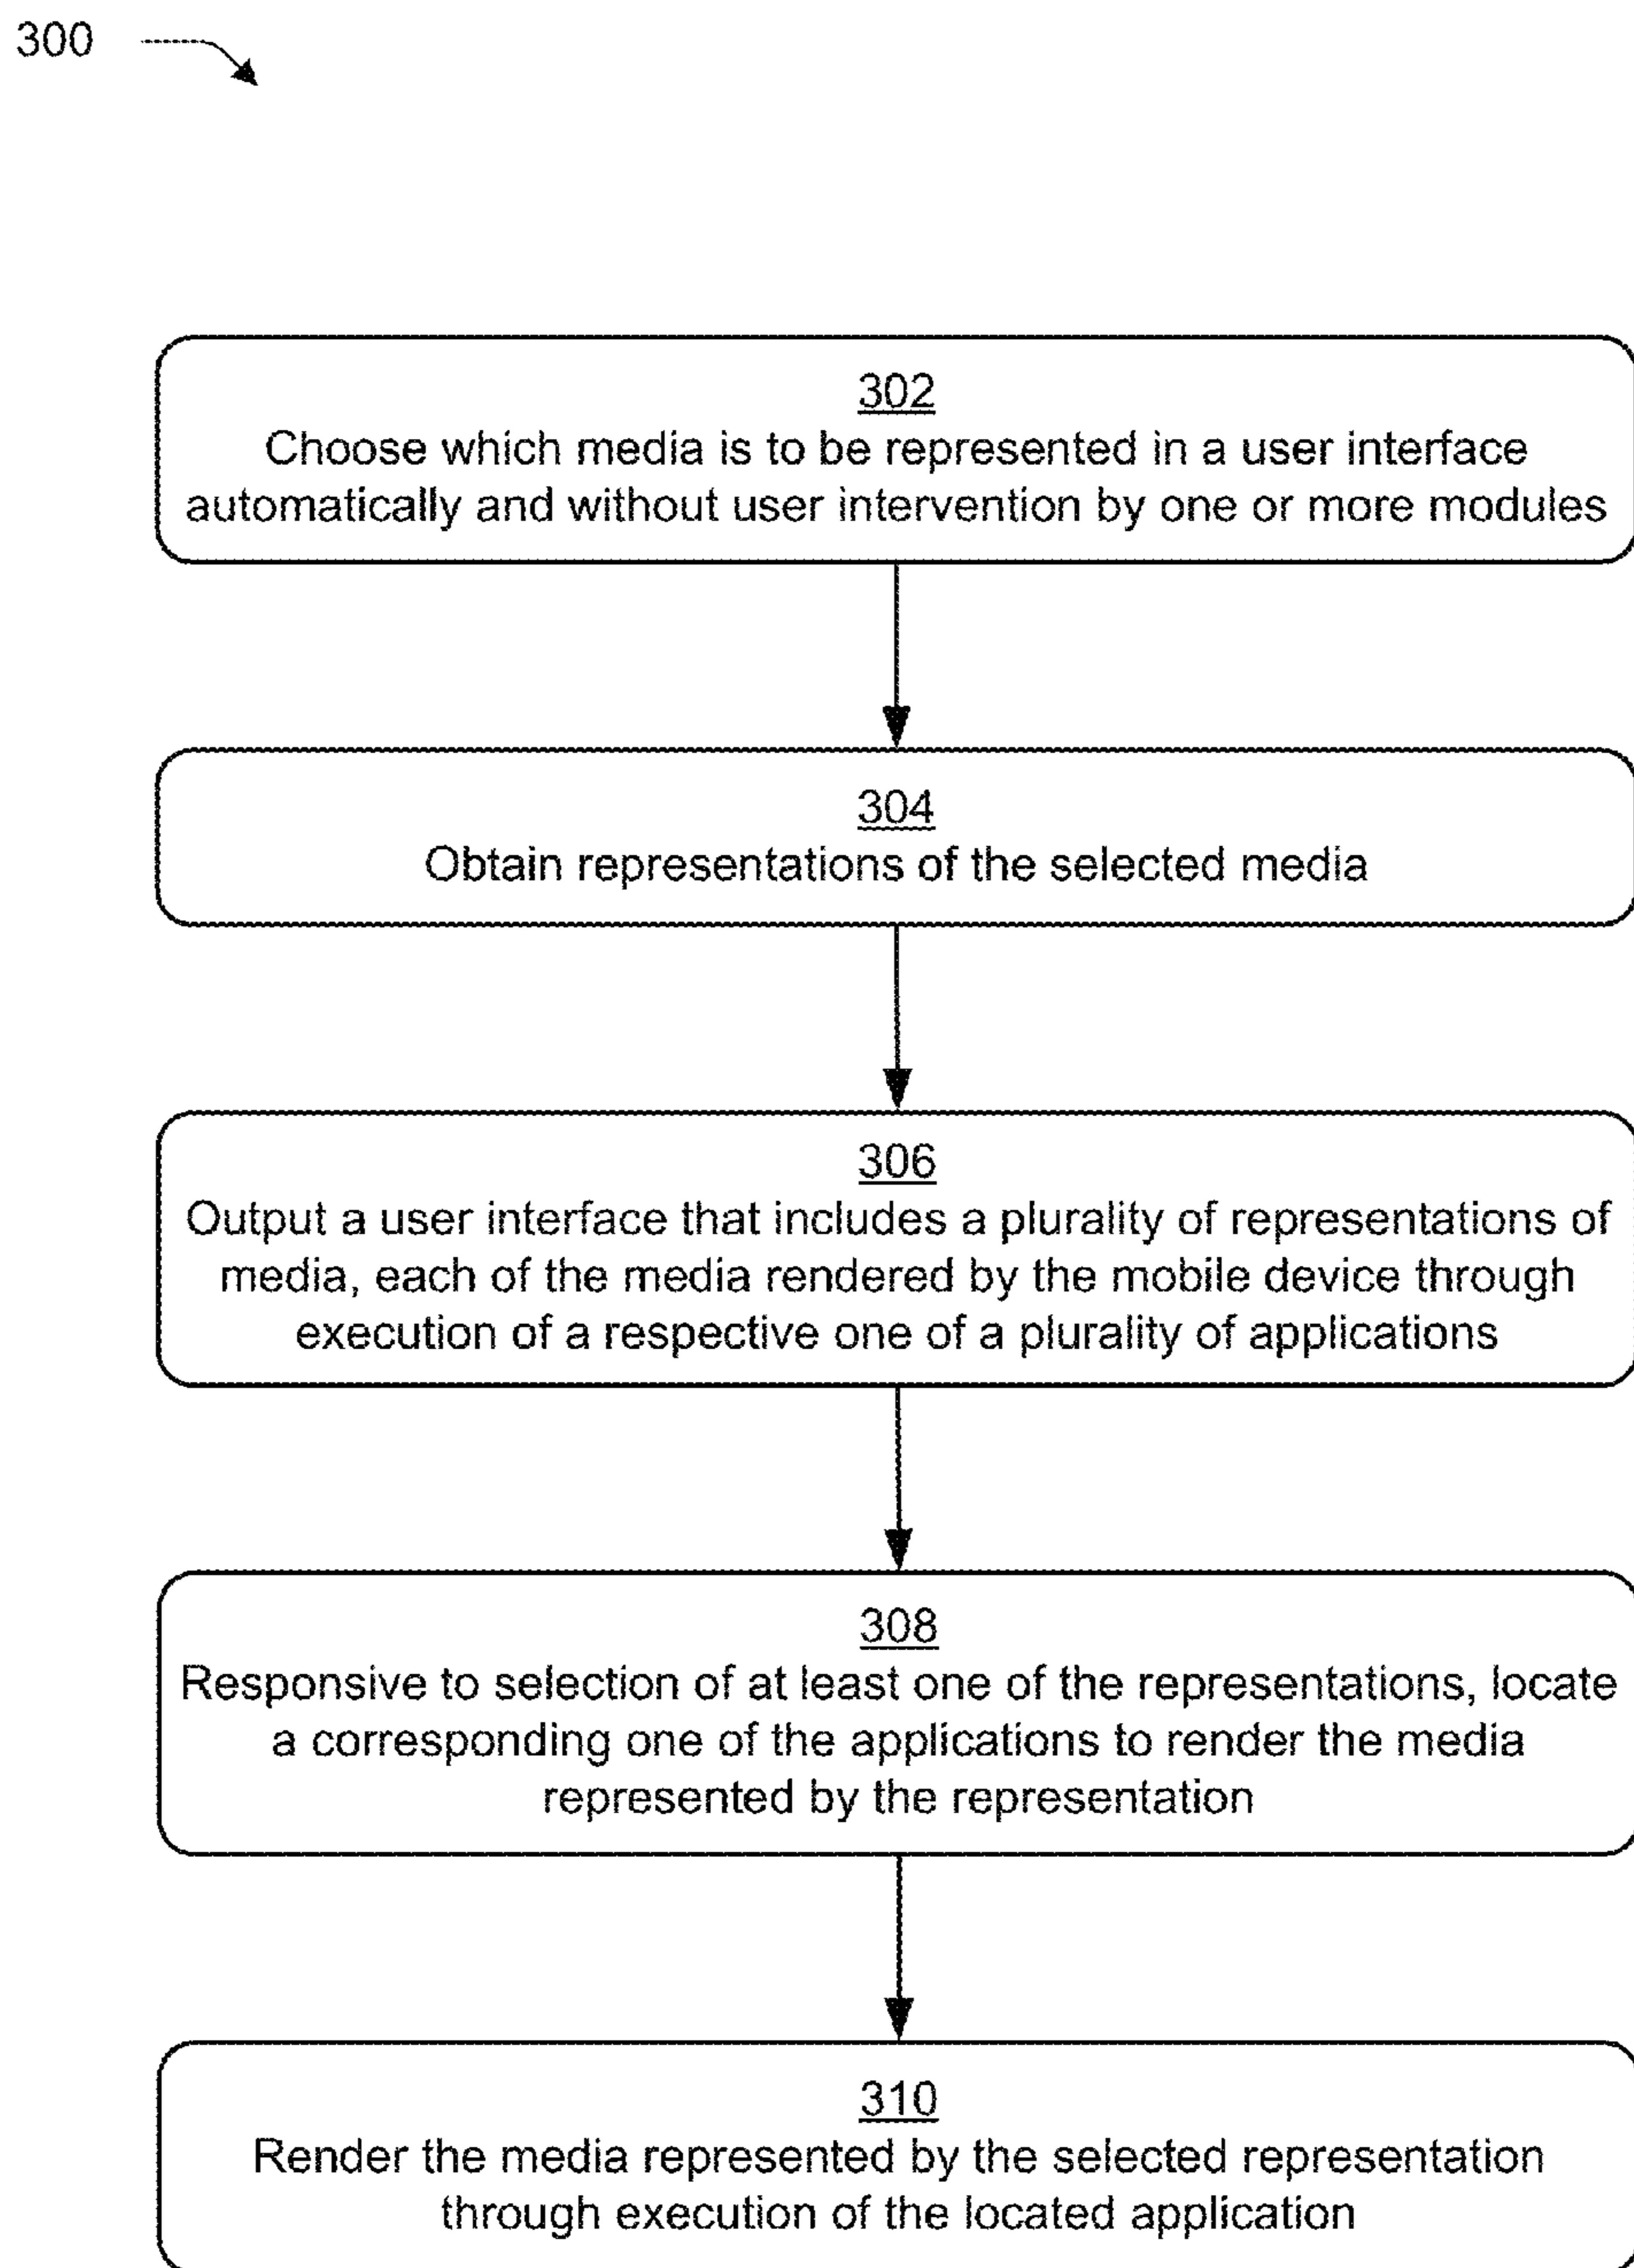 300
302
Choose which media is to be represented in a user interface
automatically and without user intervention by one or more modules
304
Obtain representations of the selected media
306
Output a user interface that includes a plurality of representations of
media, each of the media rendered by the mobile device through
execution of a respective one of a plurality of applications
308
Responsive to selection of at least one of the representations, locate
a corresponding one of the applications to render the media
represented by the representation
310
Render the media represented by the selected representation
through execution of the located application